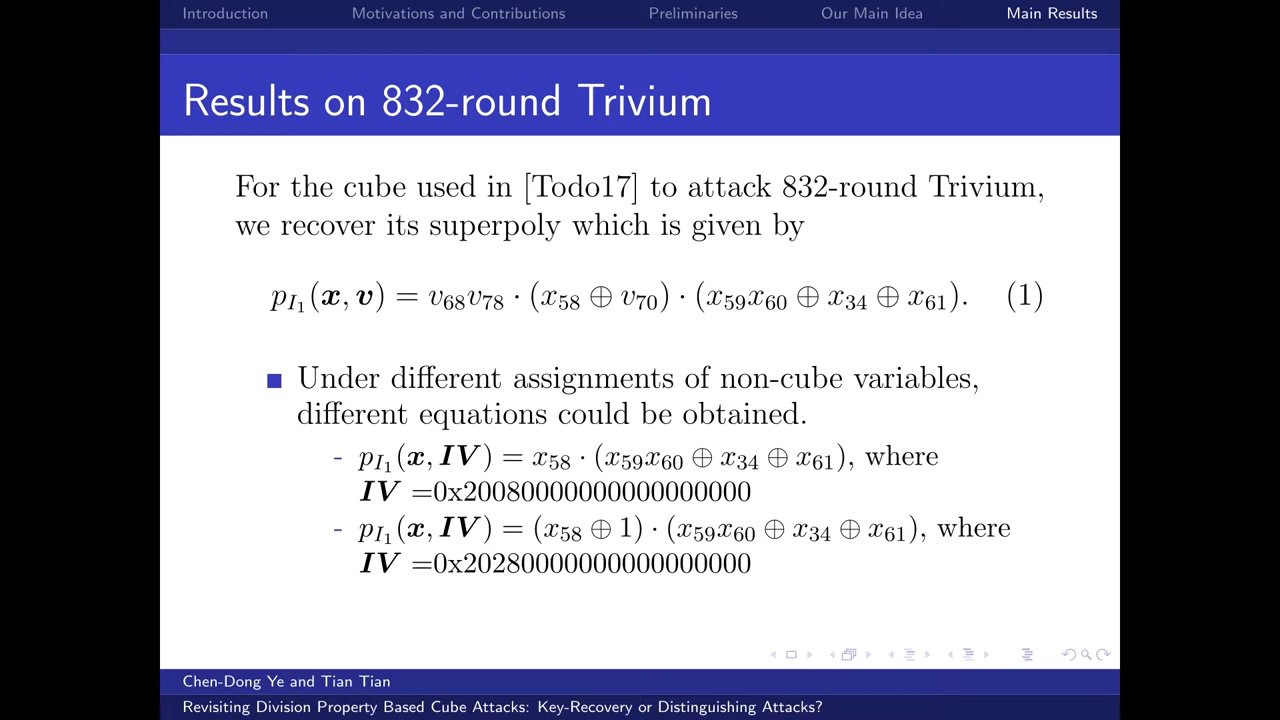 Introduction Motivations and Contributions Preliminaries Our Main Idea Main Results
Results on 832-round Trivium
For the cube used in [Todo17] to attack 832-round Trivium,
we recover its superpoly which is given by
p_{I_1}(x, v) = v_{68}v_{78} · (x_{58} ⊕ v_{70}) · (x_{59}x_{60} ⊕ x_{34} ⊕ x_{61}). (1)
Under different assignments of non-cube variables,
different equations could be obtained.
- p_{I_1}(x, IV) = x_{58} · (x_{59}x_{60} ⊕ x_{34} ⊕ x_{61}), where
IV =0x20080000000000000000
- p_{I_1}(x, IV) = (x_{58} ⊕ 1) · (x_{59}x_{60} ⊕ x_{34} ⊕ x_{61}), where
IV =0x20280000000000000000
Chen-Dong Ye and Tian Tian
Revisiting Division Property Based Cube Attacks: Key-Recovery or Distinguishing Attacks?